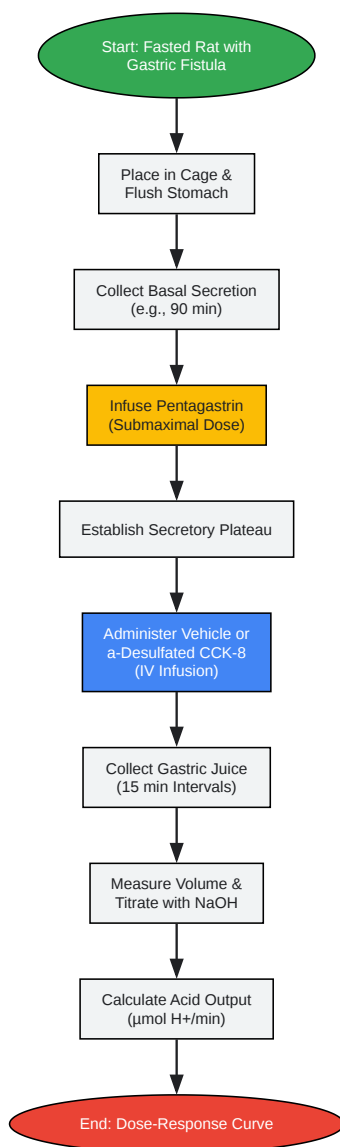 Start: Fasted Rat with
Gastric Fistula
Place in Cage &
Flush Stomach
Collect Basal Secretion
(e.g., 90 min)
Infuse Pentagastrin
(Submaximal Dose)
Establish Secretory Plateau
Administer Vehicle or
a-Desulfated CCK-8
(IV Infusion)
Collect Gastric Juice
(15 min Intervals)
Measure Volume &
Titrate with NaOH
Calculate Acid Output
(µmol H+/min)
End: Dose-Response Curve